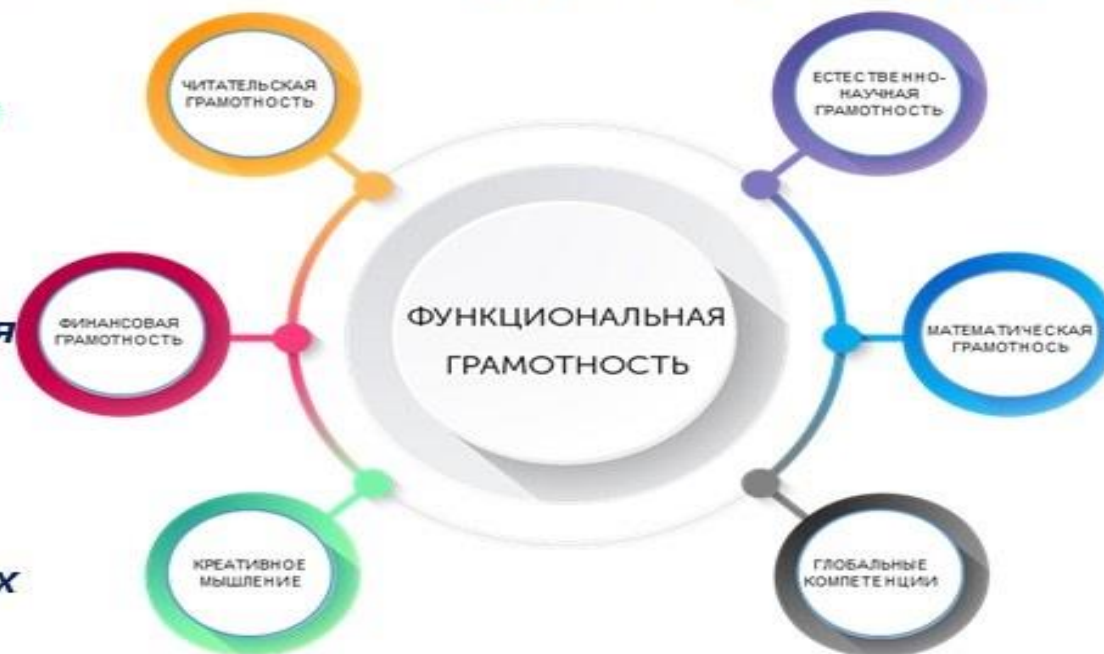 ЧИТАТЕЛЬСКАЯ
ГРАМОТНОСТЬ
ЕСТЕСТВЕННО-
НАУЧНАЯ
ГРАМОТНОСТЬ
Я
ФИНАНСОВАЯ
ГРАМОТНОСТЬ
ФУНКЦИОНАЛЬНАЯ
ГРАМОТНОСТЬ
МАТЕМАТИЧЕСКАЯ
ГРАМОТНОСЬ
Х
КРЕАТИВНОЕ
МЫШЛЕНИЕ
ГЛОБАЛЬНЫЕ
КОМПЕТЕНЦИИ